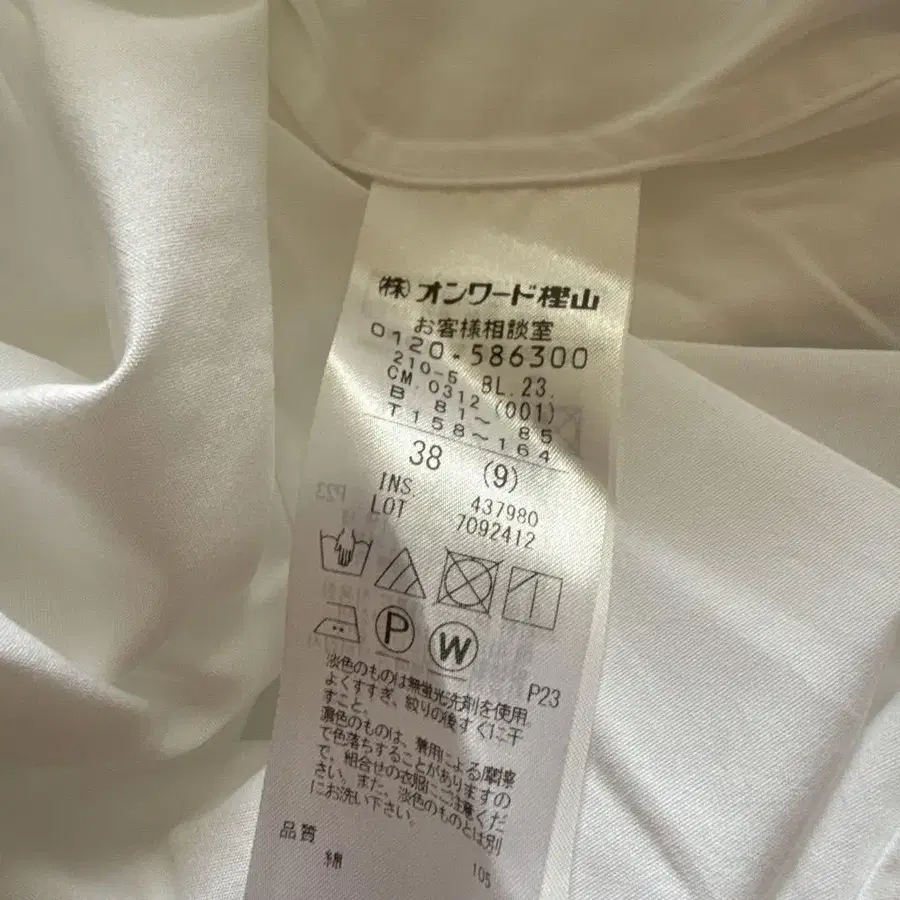 ㈱オンワード樫山
お客様相談室
0120-586300
210-5 BL.23.
CM.0312(001)
B 81~ 85
T158~164
38 (9)
INS. 437980
LOT 7092412
P W
P23
淡色のものは無蛍光洗剤を使用。
よくすすぎ、絞りの後すぐに干
すこと。
濃色のものは、着用による摩擦
で色落ちすることがありますの
で、組合せの衣服にご注意くだ
さい。また、淡色のものとは別
にお洗い下さい。
品質
綿
105